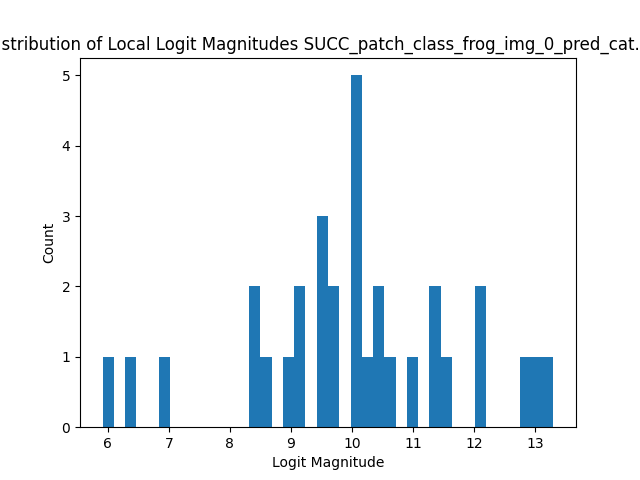 stribution of Local Logit Magnitudes SUCC_patch_class_frog_img_0_pred_cat.
5
4
3
2
1
0
Count
6 7 8 9 10 11 12 13
Logit Magnitude